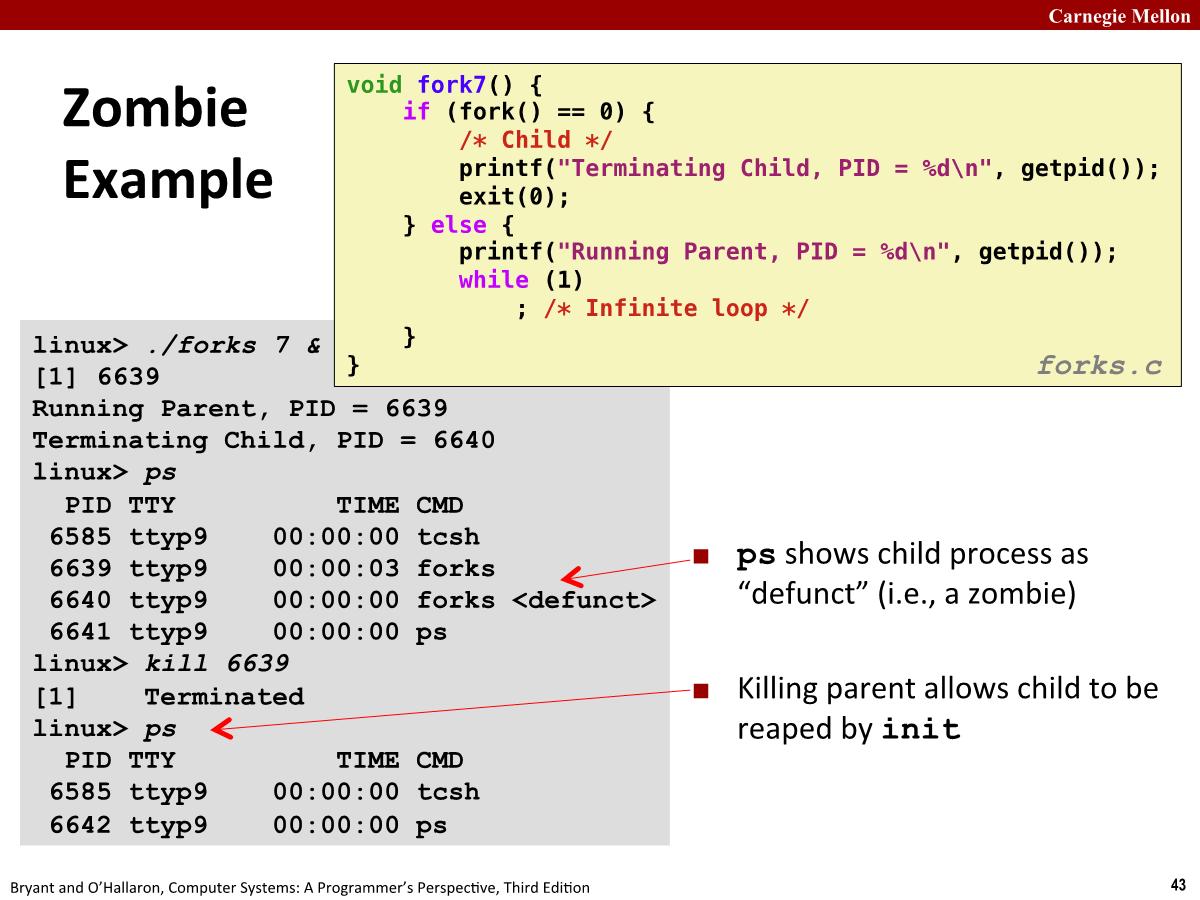 Carnegie Mellon
Zombie
Example
void fork7() {
    if (fork() == 0) {
        /* Child */
        printf("Terminating Child, PID = %d\n", getpid());
        exit(0);
    } else {
        printf("Running Parent, PID = %d\n", getpid());
        while (1)
            ; /* Infinite loop */
    }
}
forks.c
linux> ./forks 7 &
[1] 6639
Running Parent, PID = 6639
Terminating Child, PID = 6640
linux> ps
  PID TTY          TIME CMD
 6585 ttyp9    00:00:00 tcsh
 6639 ttyp9    00:00:03 forks
 6640 ttyp9    00:00:00 forks <defunct>
 6641 ttyp9    00:00:00 ps
linux> kill 6639
[1]    Terminated
linux> ps
  PID TTY          TIME CMD
 6585 ttyp9    00:00:00 tcsh
 6642 ttyp9    00:00:00 ps
■ ps shows child process as
“defunct” (i.e., a zombie)
■ Killing parent allows child to be
reaped by init
Bryant and O’Hallaron, Computer Systems: A Programmer’s Perspective, Third Edition
43